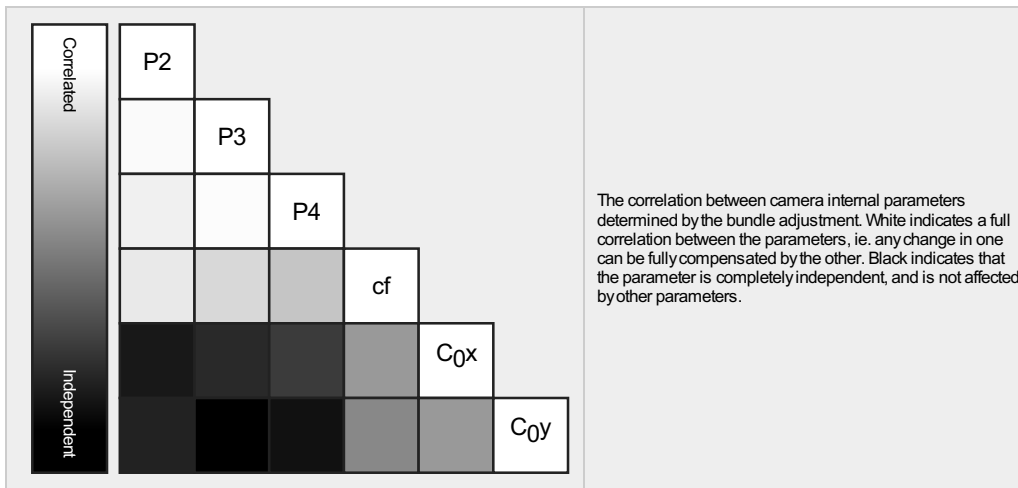 Correlated
Independent
P2
P3
P4
cf
C0x
C0y
The correlation between camera internal parameters
determined by the bundle adjustment. White indicates a full
correlation between the parameters, ie. any change in one
can be fully compensated by the other. Black indicates that
the parameter is completely independent, and is not affected
by other parameters.